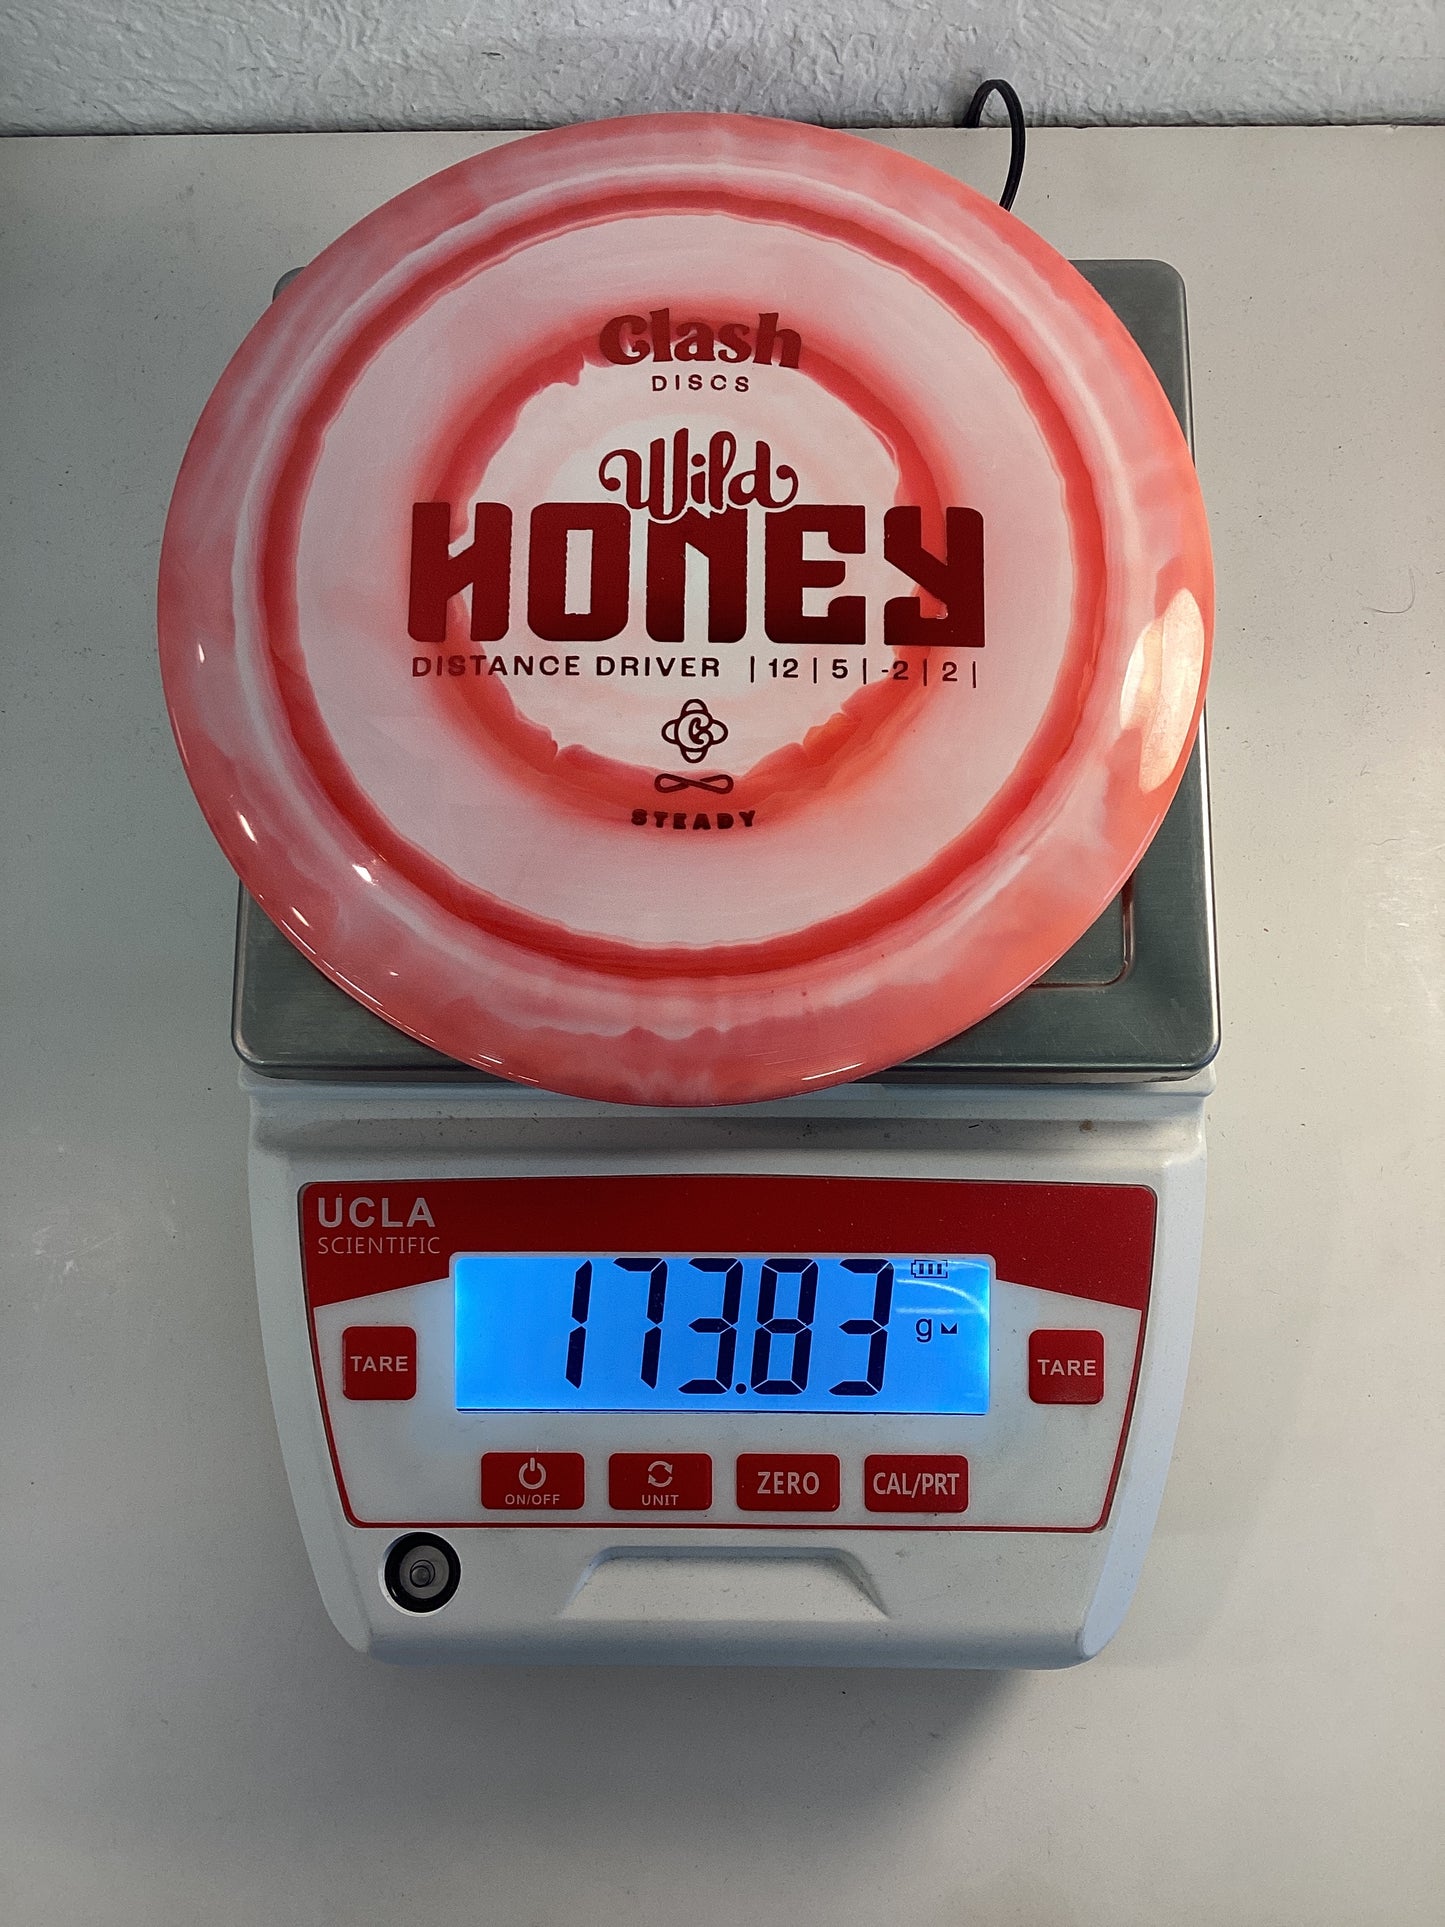 Clash
DISCS
Wild
HONEY
DISTANCE DRIVER | 12 | 5 | -2 | 2 |
C
STEADY
UCLA
SCIENTIFIC
173.83 g
TARE
TARE
ON/OFF
UNIT
ZERO
CAL/PRT